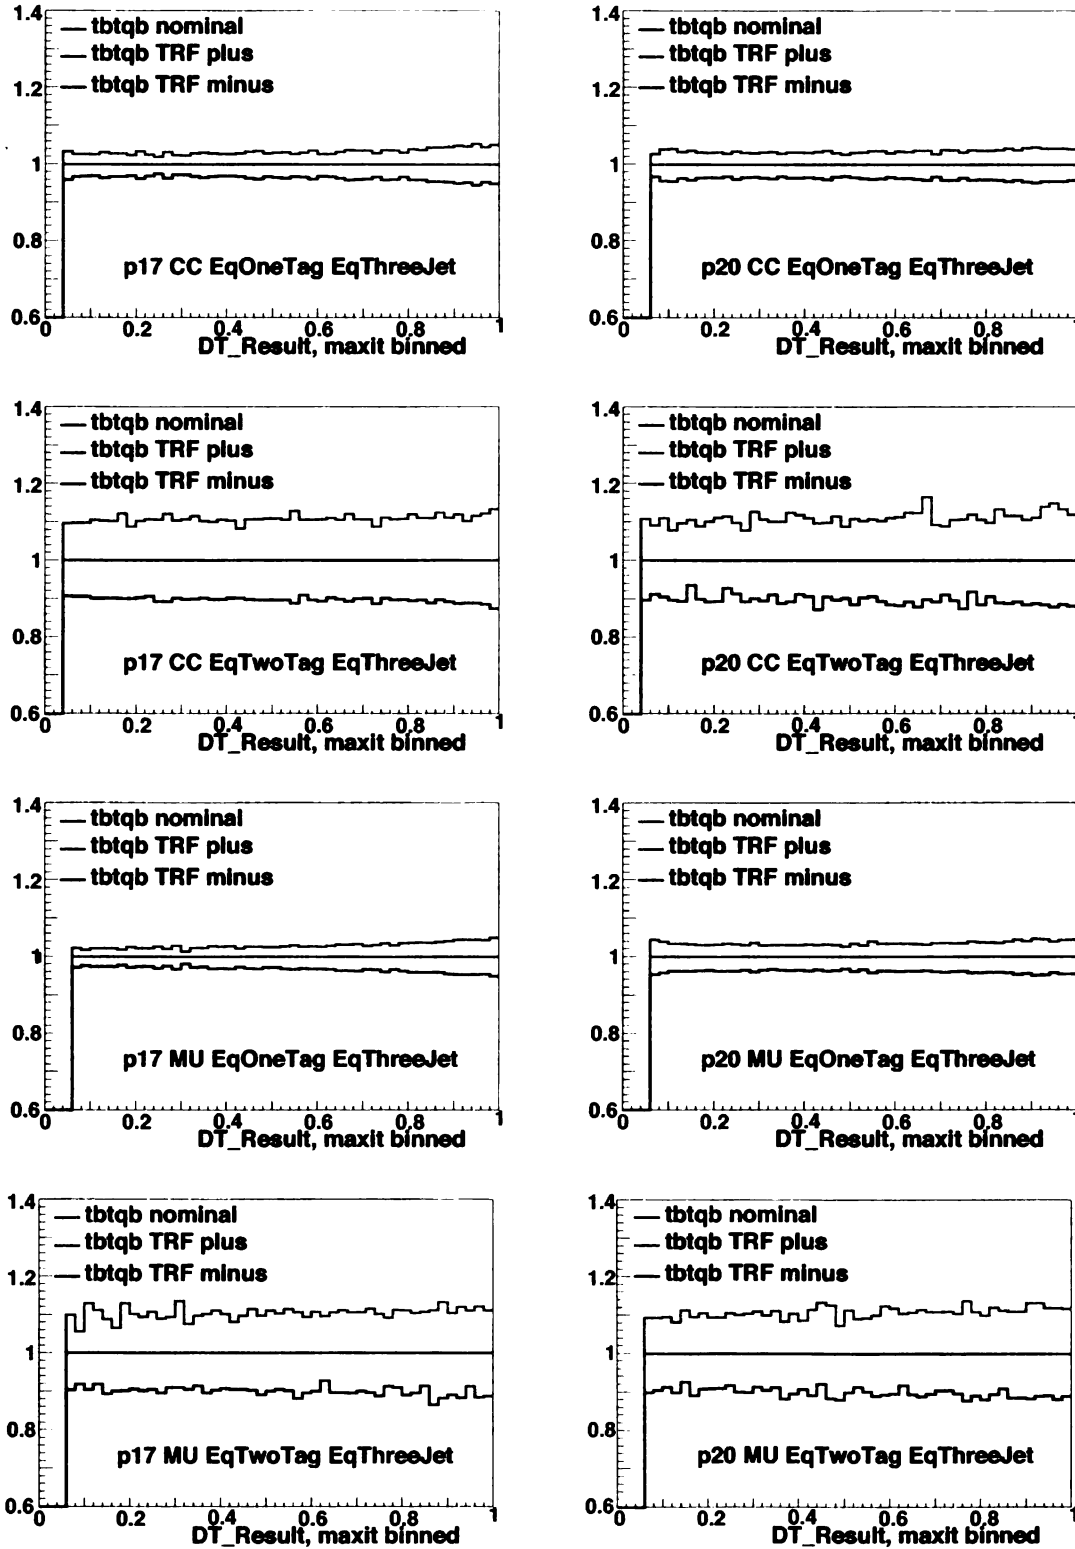 1.4
tbtqb nominal
tbtqb TRF plus
tbtqb TRF minus
1.2
1
0.8
p17 CC EqOneTag EqThreeJet
0.6
0 0.2 0.4 0.6 0.8 1
DT_Result, maxit binned
1.4
tbtqb nominal
tbtqb TRF plus
tbtqb TRF minus
1.2
1
0.8
p20 CC EqOneTag EqThreeJet
0.6
0 0.2 0.4 0.6 0.8 1
DT_Result, maxit binned
1.4
tbtqb nominal
tbtqb TRF plus
tbtqb TRF minus
1.2
1
0.8
p17 CC EqTwoTag EqThreeJet
0.6
0 0.2 0.4 0.6 0.8 1
DT_Result, maxit binned
1.4
tbtqb nominal
tbtqb TRF plus
tbtqb TRF minus
1.2
1
0.8
p20 CC EqTwoTag EqThreeJet
0.6
0 0.2 0.4 0.6 0.8 1
DT_Result, maxit binned
1.4
tbtqb nominal
tbtqb TRF plus
tbtqb TRF minus
1.2
1
0.8
p17 MU EqOneTag EqThreeJet
0.6
0 0.2 0.4 0.6 0.8 1
DT_Result, maxit binned
1.4
tbtqb nominal
tbtqb TRF plus
tbtqb TRF minus
1.2
1
0.8
p20 MU EqOneTag EqThreeJet
0.6
0 0.2 0.4 0.6 0.8 1
DT_Result, maxit binned
1.4
tbtqb nominal
tbtqb TRF plus
tbtqb TRF minus
1.2
1
0.8
p17 MU EqTwoTag EqThreeJet
0.6
0 0.2 0.4 0.6 0.8 1
DT_Result, maxit binned
1.4
tbtqb nominal
tbtqb TRF plus
tbtqb TRF minus
1.2
1
0.8
p20 MU EqTwoTag EqThreeJet
0.6
0 0.2 0.4 0.6 0.8 1
DT_Result, maxit binned